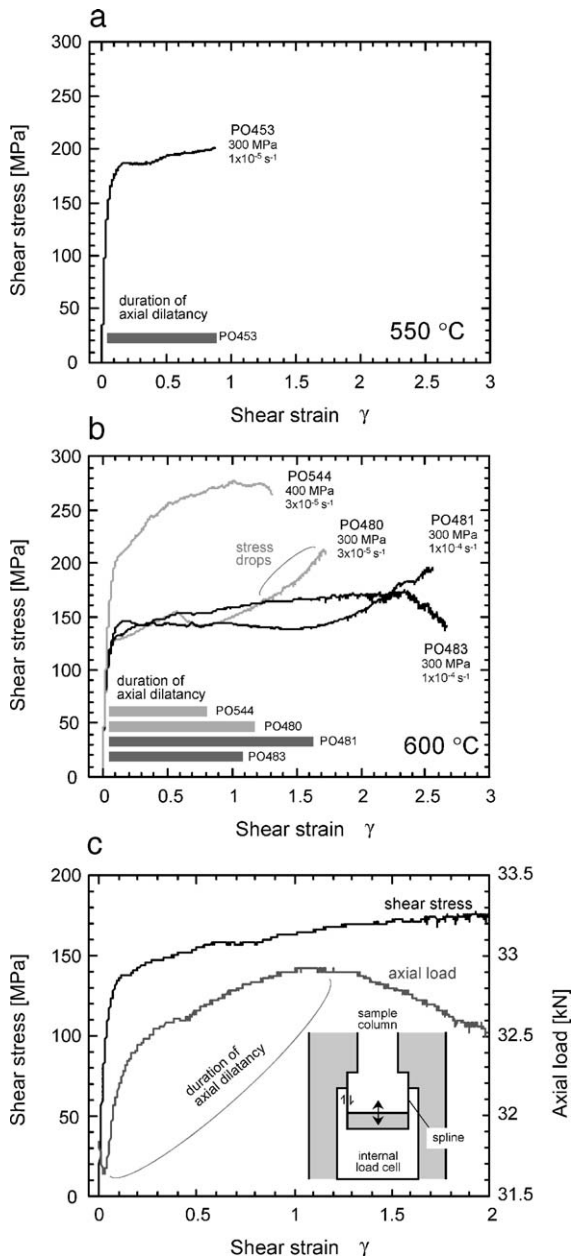 a
300
250
200
150
100
50
0
Shear stress [MPa]
PO453
300 MPa
1x10⁻⁵ s⁻¹
duration of
axial dilatancy
PO453
550 °C
0 0.5 1 1.5 2 2.5 3
Shear strain γ
b
300
250
200
150
100
50
0
Shear stress [MPa]
PO544
400 MPa
3x10⁻⁵ s⁻¹
stress
drops
PO480
300 MPa
3x10⁻⁵ s⁻¹
PO481
300 MPa
1x10⁻⁴ s⁻¹
PO483
300 MPa
1x10⁻⁴ s⁻¹
duration of
axial dilatancy
PO544
PO480
PO481
PO483
600 °C
0 0.5 1 1.5 2 2.5 3
Shear strain γ
c
200
150
100
50
0
Shear stress [MPa]
shear stress
axial load
duration of
axial dilatancy
sample
column
spline
internal
load cell
33.5
33
32.5
32
31.5
Axial load [kN]
0 0.5 1 1.5 2
Shear strain γ